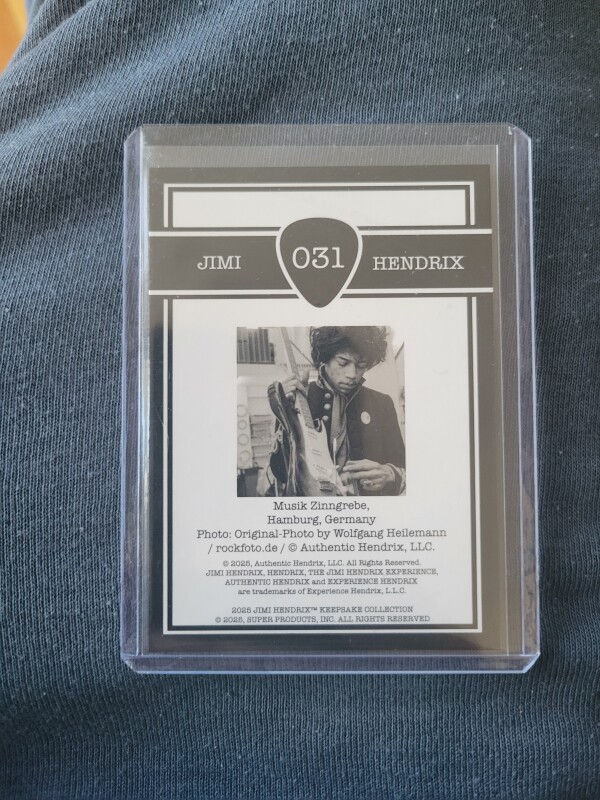 JIMI 031 HENDRIX
Musik Zinngrebe,
Hamburg, Germany
Photo: Original-Photo by Wolfgang Heilemann
/ rockfoto.de / © Authentic Hendrix, LLC.
© 2025, Authentic Hendrix, LLC. All Rights Reserved.
JIMI HENDRIX, HENDRIX, THE JIMI HENDRIX EXPERIENCE,
AUTHENTIC HENDRIX and EXPERIENCE HENDRIX
are trademarks of Experience Hendrix, L.L.C.
2025 JIMI HENDRIX™ KEEPSAKE COLLECTION
© 2025, SUPER PRODUCTS, INC. ALL RIGHTS RESERVED